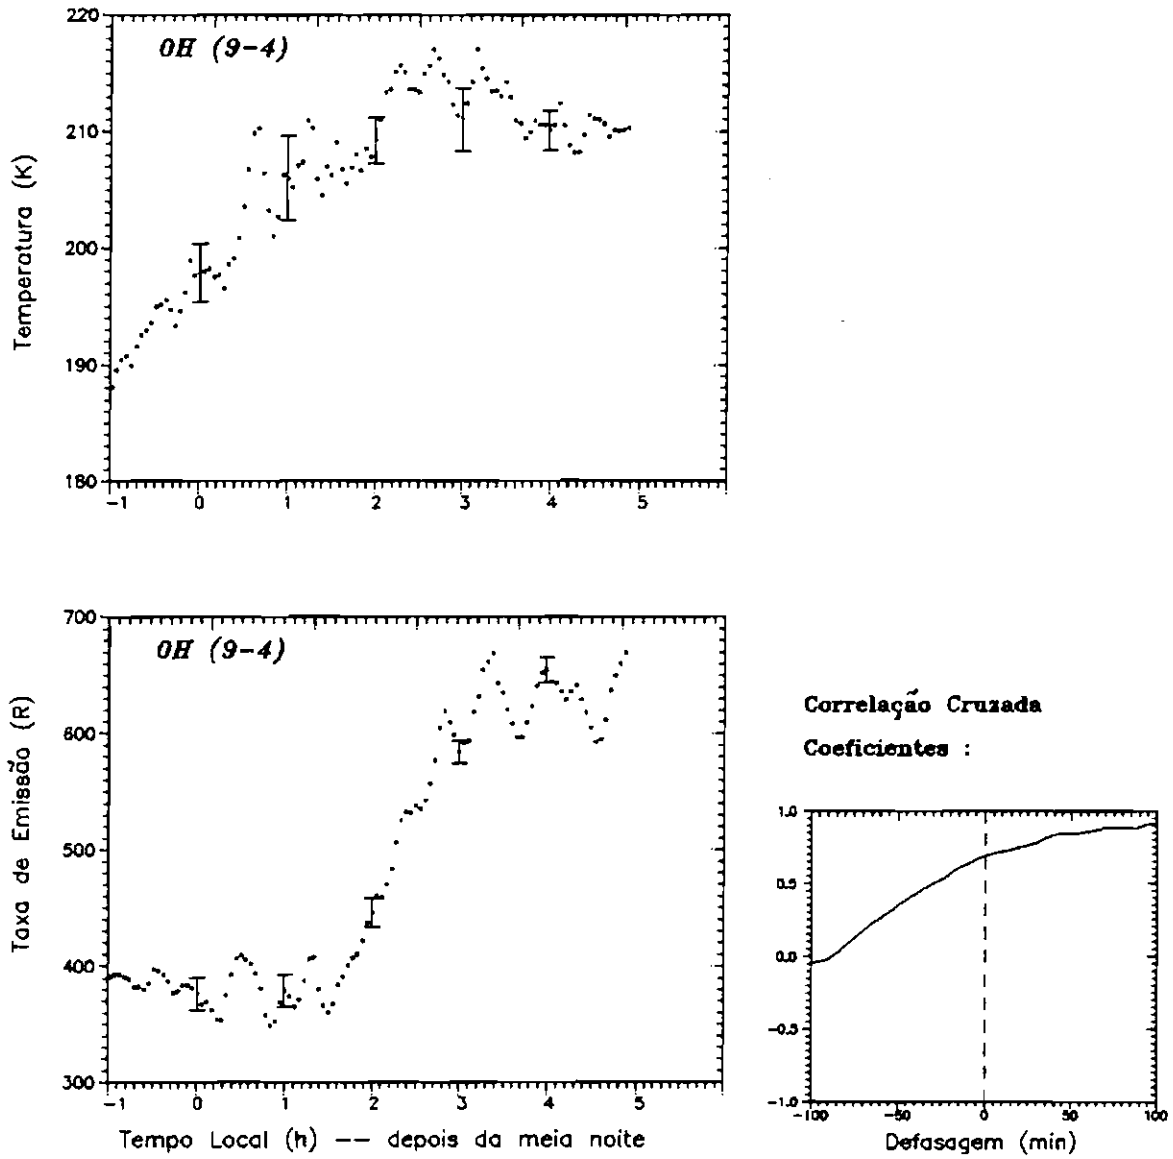 220
210
200
190
180
Temperatura (K)
OH (9-4)
-1 0 1 2 3 4 5
700
600
500
400
300
Taxa de Emissão (R)
OH (9-4)
-1 0 1 2 3 4 5
Tempo Local (h) -- depois da meia noite
Correlação Cruzada
Coeficientes :
1.0
0.5
0.0
-0.5
-1.0
-100 -50 0 50 100
Defasagem (min)